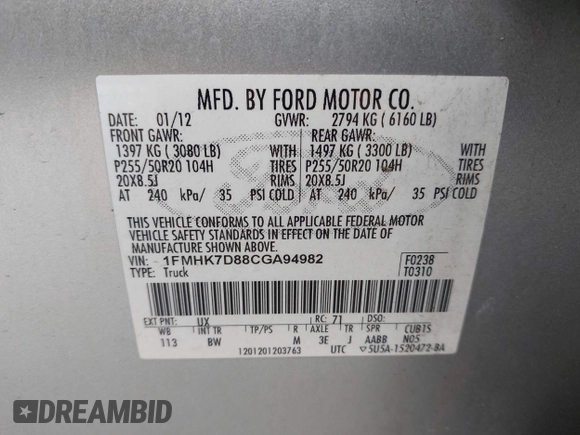 MFD. BY FORD MOTOR CO.
DATE: 01/12 GVWR: 2794 KG ( 6160 LB)
FRONT GAWR: REAR GAWR:
1397 KG ( 3080 LB) WITH 1497 KG ( 3300 LB) WITH
P255/50R20 104H TIRES P255/50R20 104H TIRES
20X8.5J RIMS 20X8.5J RIMS
AT 240 kPa/ 35 PSI COLD AT 240 kPa/ 35 PSI COLD
THIS VEHICLE CONFORMS TO ALL APPLICABLE FEDERAL MOTOR
VEHICLE SAFETY STANDARDS IN EFFECT ON THE DATE OF
MANUFACTURE SHOWN ABOVE.
VIN: 1FMHK7D88CGA94982 F0238
TYPE: Truck T0310
EXT PNT: UX RC: 71 DSO:
WB INT TR TP/PS R AXLE TR SPR CUBTS
113 BW M 3E J AABB N05
1201201203763 UTC 5U5A-1520472-BA
DREAMBID